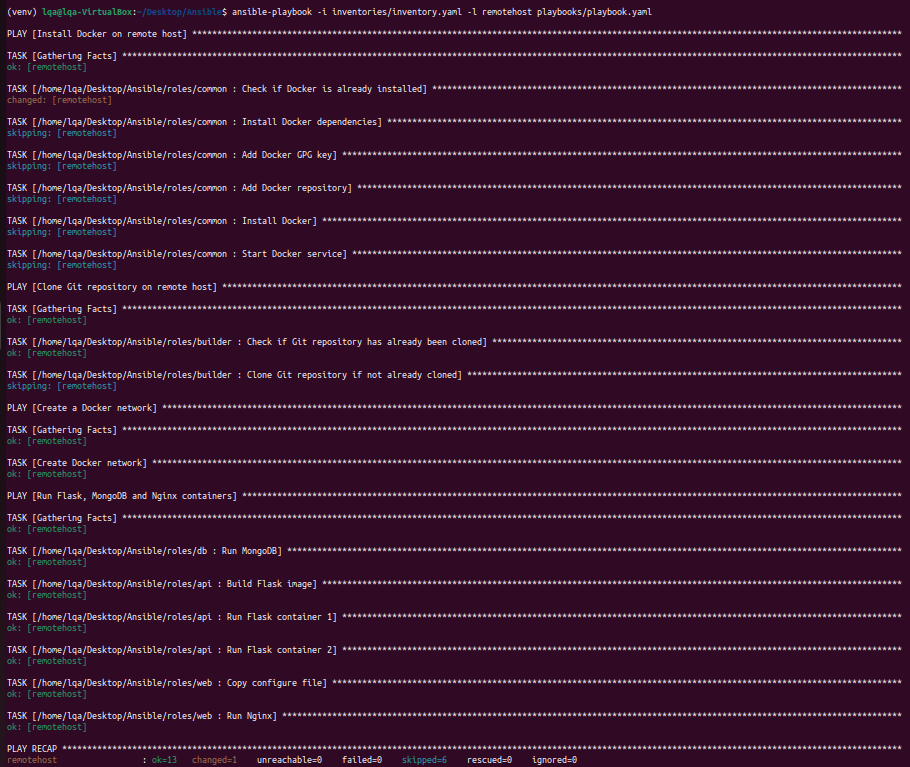 (venv) lqa@lqa-VirtualBox:~/Desktop/Ansible$ ansible-playbook -i inventories/inventory.yaml -l remotehost playbooks/playbook.yaml
PLAY [Install Docker on remote host] **********************************************************************************************************************************************
TASK [Gathering Facts] ************************************************************************************************************************************************************
ok: [remotehost]
TASK [/home/lqa/Desktop/Ansible/roles/common : Check if Docker is already installed] **********************************************************************************************
changed: [remotehost]
TASK [/home/lqa/Desktop/Ansible/roles/common : Install Docker dependencies] *******************************************************************************************************
skipping: [remotehost]
TASK [/home/lqa/Desktop/Ansible/roles/common : Add Docker GPG key] ****************************************************************************************************************
skipping: [remotehost]
TASK [/home/lqa/Desktop/Ansible/roles/common : Add Docker repository] *************************************************************************************************************
skipping: [remotehost]
TASK [/home/lqa/Desktop/Ansible/roles/common : Install Docker] ********************************************************************************************************************
skipping: [remotehost]
TASK [/home/lqa/Desktop/Ansible/roles/common : Start Docker service] **************************************************************************************************************
skipping: [remotehost]
PLAY [Clone Git repository on remote host] ****************************************************************************************************************************************
TASK [Gathering Facts] ************************************************************************************************************************************************************
ok: [remotehost]
TASK [/home/lqa/Desktop/Ansible/roles/builder : Check if Git repository has already been cloned] **********************************************************************************
ok: [remotehost]
TASK [/home/lqa/Desktop/Ansible/roles/builder : Clone Git repository if not already cloned] ***************************************************************************************
skipping: [remotehost]
PLAY [Create a Docker network] ****************************************************************************************************************************************************
TASK [Gathering Facts] ************************************************************************************************************************************************************
ok: [remotehost]
TASK [Create Docker network] ******************************************************************************************************************************************************
ok: [remotehost]
PLAY [Run Flask, MongoDB and Nginx containers] ************************************************************************************************************************************
TASK [Gathering Facts] ************************************************************************************************************************************************************
ok: [remotehost]
TASK [/home/lqa/Desktop/Ansible/roles/db : Run MongoDB] ***************************************************************************************************************************
ok: [remotehost]
TASK [/home/lqa/Desktop/Ansible/roles/api : Build Flask image] ********************************************************************************************************************
ok: [remotehost]
TASK [/home/lqa/Desktop/Ansible/roles/api : Run Flask container 1] ****************************************************************************************************************
ok: [remotehost]
TASK [/home/lqa/Desktop/Ansible/roles/api : Run Flask container 2] ****************************************************************************************************************
ok: [remotehost]
TASK [/home/lqa/Desktop/Ansible/roles/web : Copy configure file] ******************************************************************************************************************
ok: [remotehost]
TASK [/home/lqa/Desktop/Ansible/roles/web : Run Nginx] ****************************************************************************************************************************
ok: [remotehost]
PLAY RECAP ************************************************************************************************************************************************************************
remotehost                 : ok=13   changed=1    unreachable=0    failed=0    skipped=6    rescued=0    ignored=0